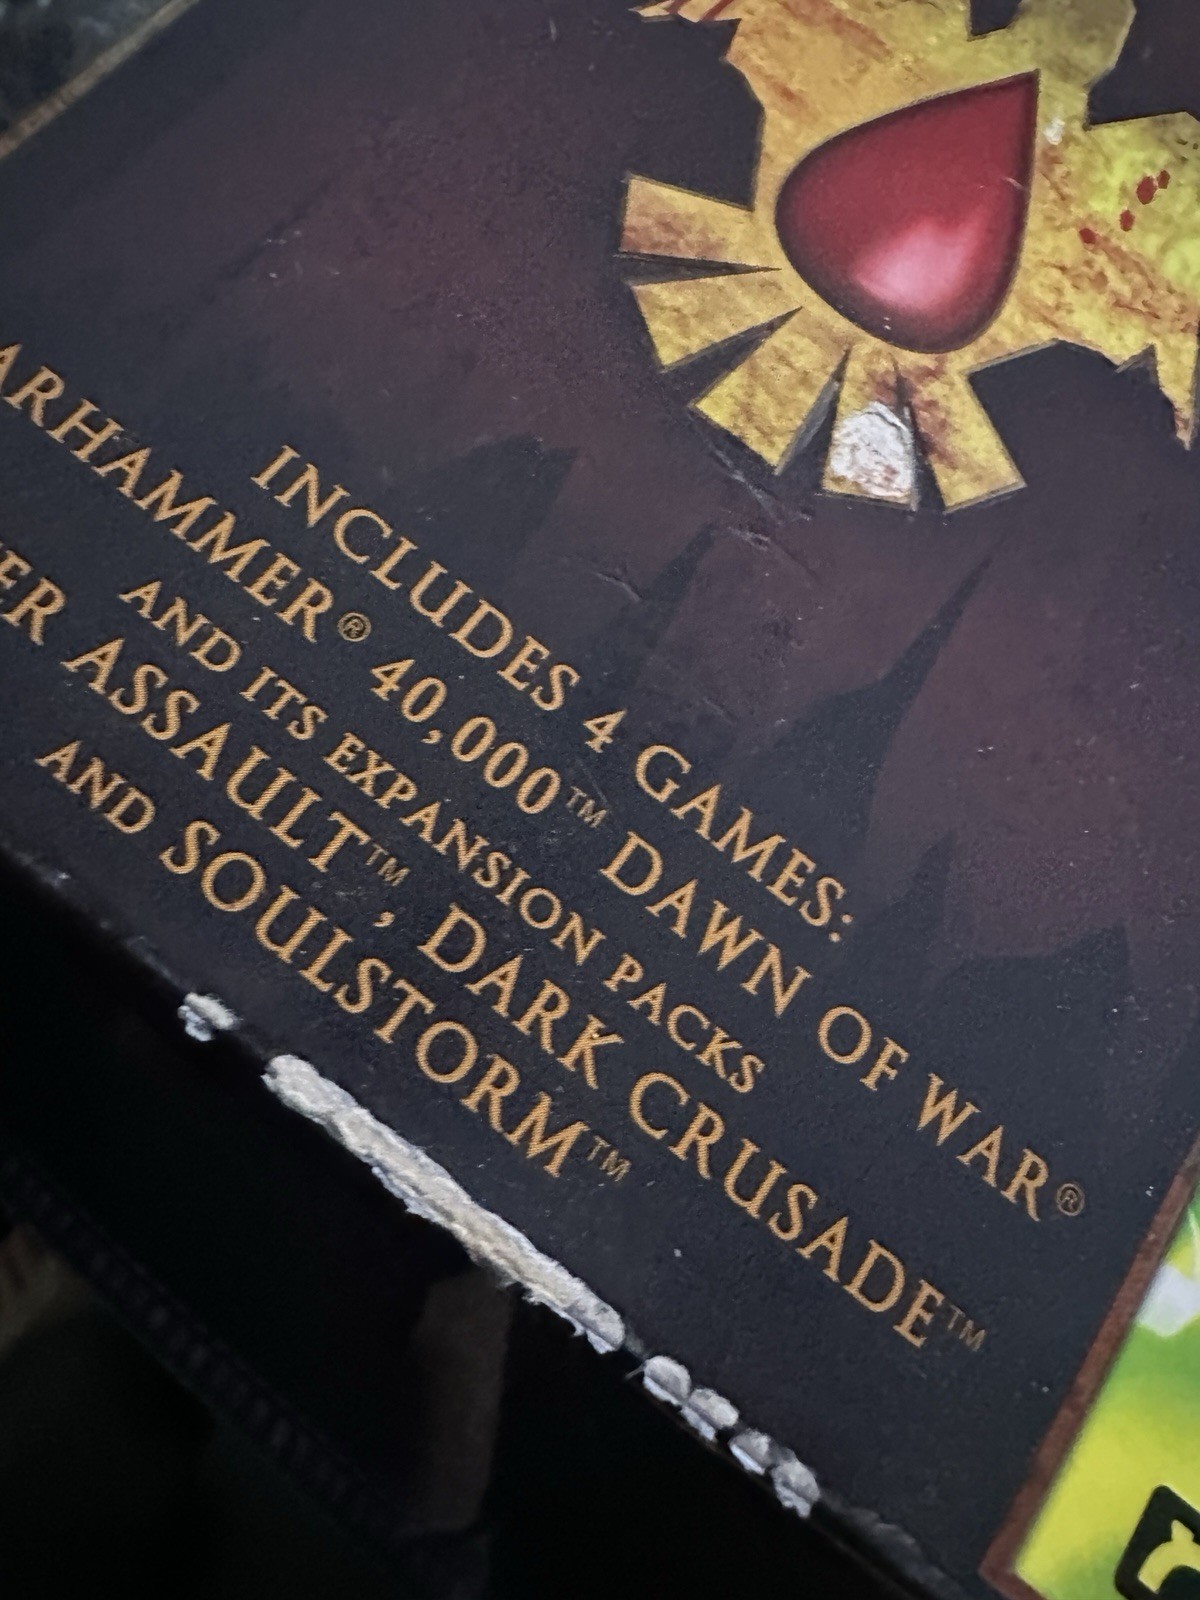 INCLUDES 4 GAMES:
ARHAMMER® 40,000™ DAWN OF WAR®
AND ITS EXPANSION PACKS
ER ASSAULT™, DARK CRUSADE™
AND SOULSTORM™